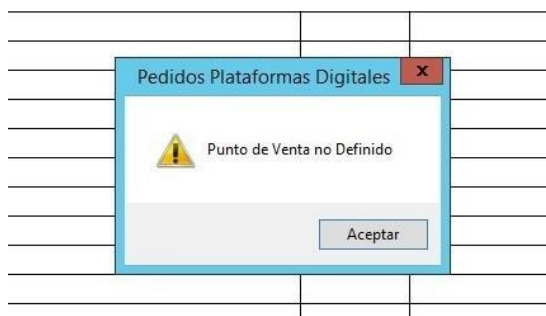 Pedidos Plataformas Digitales
x
Punto de Venta no Definido
Aceptar